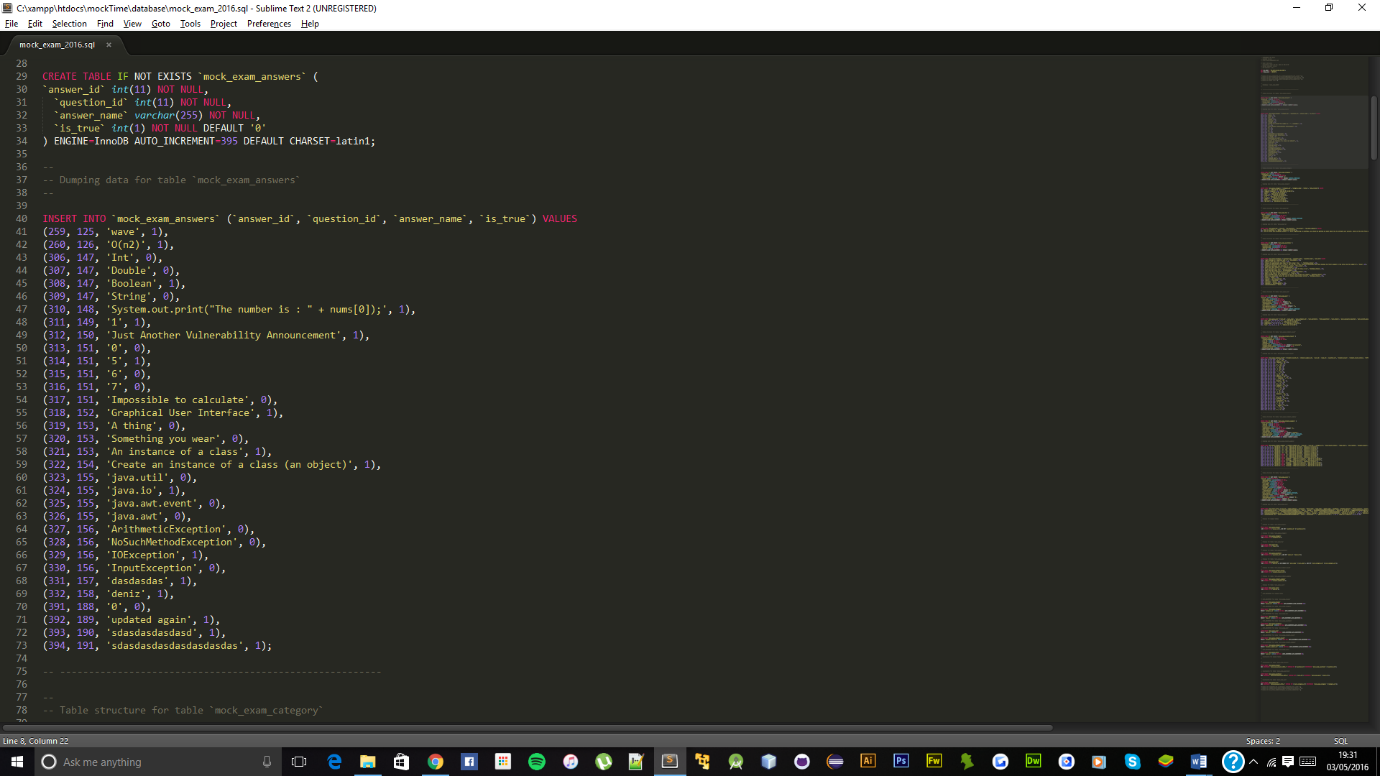 C:\xampp\htdocs\mockTime\database\mock_exam_2016.sql - Sublime Text 2 (UNREGISTERED)
File Edit Selection Find View Goto Tools Project Preferences Help
mock_exam_2016.sql ×
28
29 CREATE TABLE IF NOT EXISTS `mock_exam_answers` (
30 `answer_id` int(11) NOT NULL,
31   `question_id` int(11) NOT NULL,
32   `answer_name` varchar(255) NOT NULL,
33   `is_true` int(1) NOT NULL DEFAULT '0'
34 ) ENGINE=InnoDB AUTO_INCREMENT=395 DEFAULT CHARSET=latin1;
35
36 --
37 -- Dumping data for table `mock_exam_answers`
38 --
39
40 INSERT INTO `mock_exam_answers` (`answer_id`, `question_id`, `answer_name`, `is_true`) VALUES
41 (259, 125, 'wave', 1),
42 (260, 126, 'O(n2)', 1),
43 (306, 147, 'Int', 0),
44 (307, 147, 'Double', 0),
45 (308, 147, 'Boolean', 1),
46 (309, 147, 'String', 0),
47 (310, 148, 'System.out.print("The number is : " + nums[0]);', 1),
48 (311, 149, '1', 1),
49 (312, 150, 'Just Another Vulnerability Announcement', 1),
50 (313, 151, '0', 0),
51 (314, 151, '5', 1),
52 (315, 151, '6', 0),
53 (316, 151, '7', 0),
54 (317, 151, 'Impossible to calculate', 0),
55 (318, 152, 'Graphical User Interface', 1),
56 (319, 153, 'A thing', 0),
57 (320, 153, 'Something you wear', 0),
58 (321, 153, 'An instance of a class', 1),
59 (322, 154, 'Create an instance of a class (an object)', 1),
60 (323, 155, 'java.util', 0),
61 (324, 155, 'java.io', 1),
62 (325, 155, 'java.awt.event', 0),
63 (326, 155, 'java.awt', 0),
64 (327, 156, 'ArithmeticException', 0),
65 (328, 156, 'NoSuchMethodException', 0),
66 (329, 156, 'IOException', 1),
67 (330, 156, 'InputException', 0),
68 (331, 157, 'dasdasdas', 1),
69 (332, 158, 'deniz', 1),
70 (391, 188, '0', 0),
71 (392, 189, 'updated again', 1),
72 (393, 190, 'sdasdasdasdasd', 1),
73 (394, 191, 'sdasdasdasdasdasdasdas', 1);
74
75 -- --------------------------------------------------------
76
77 --
78 -- Table structure for table `mock_exam_category`
Line 8, Column 22
Spaces: 2
SQL
Ask me anything
Ai
Ps
Fw
Dw
19:31
03/05/2016